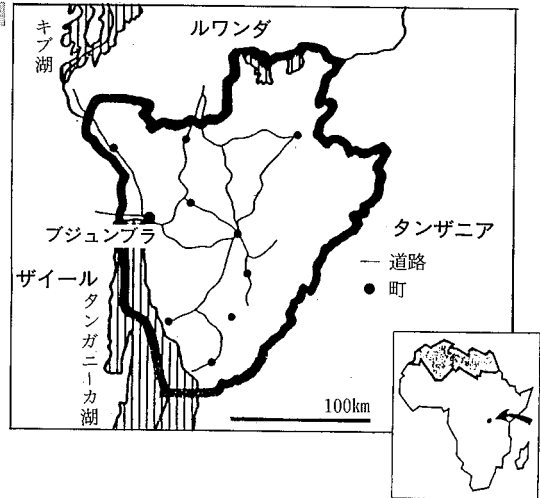 ルワンダ
キブ湖
タンザニア
ブジュンブラ
ザイール
タンガニーカ湖
― 道路
● 町
100km